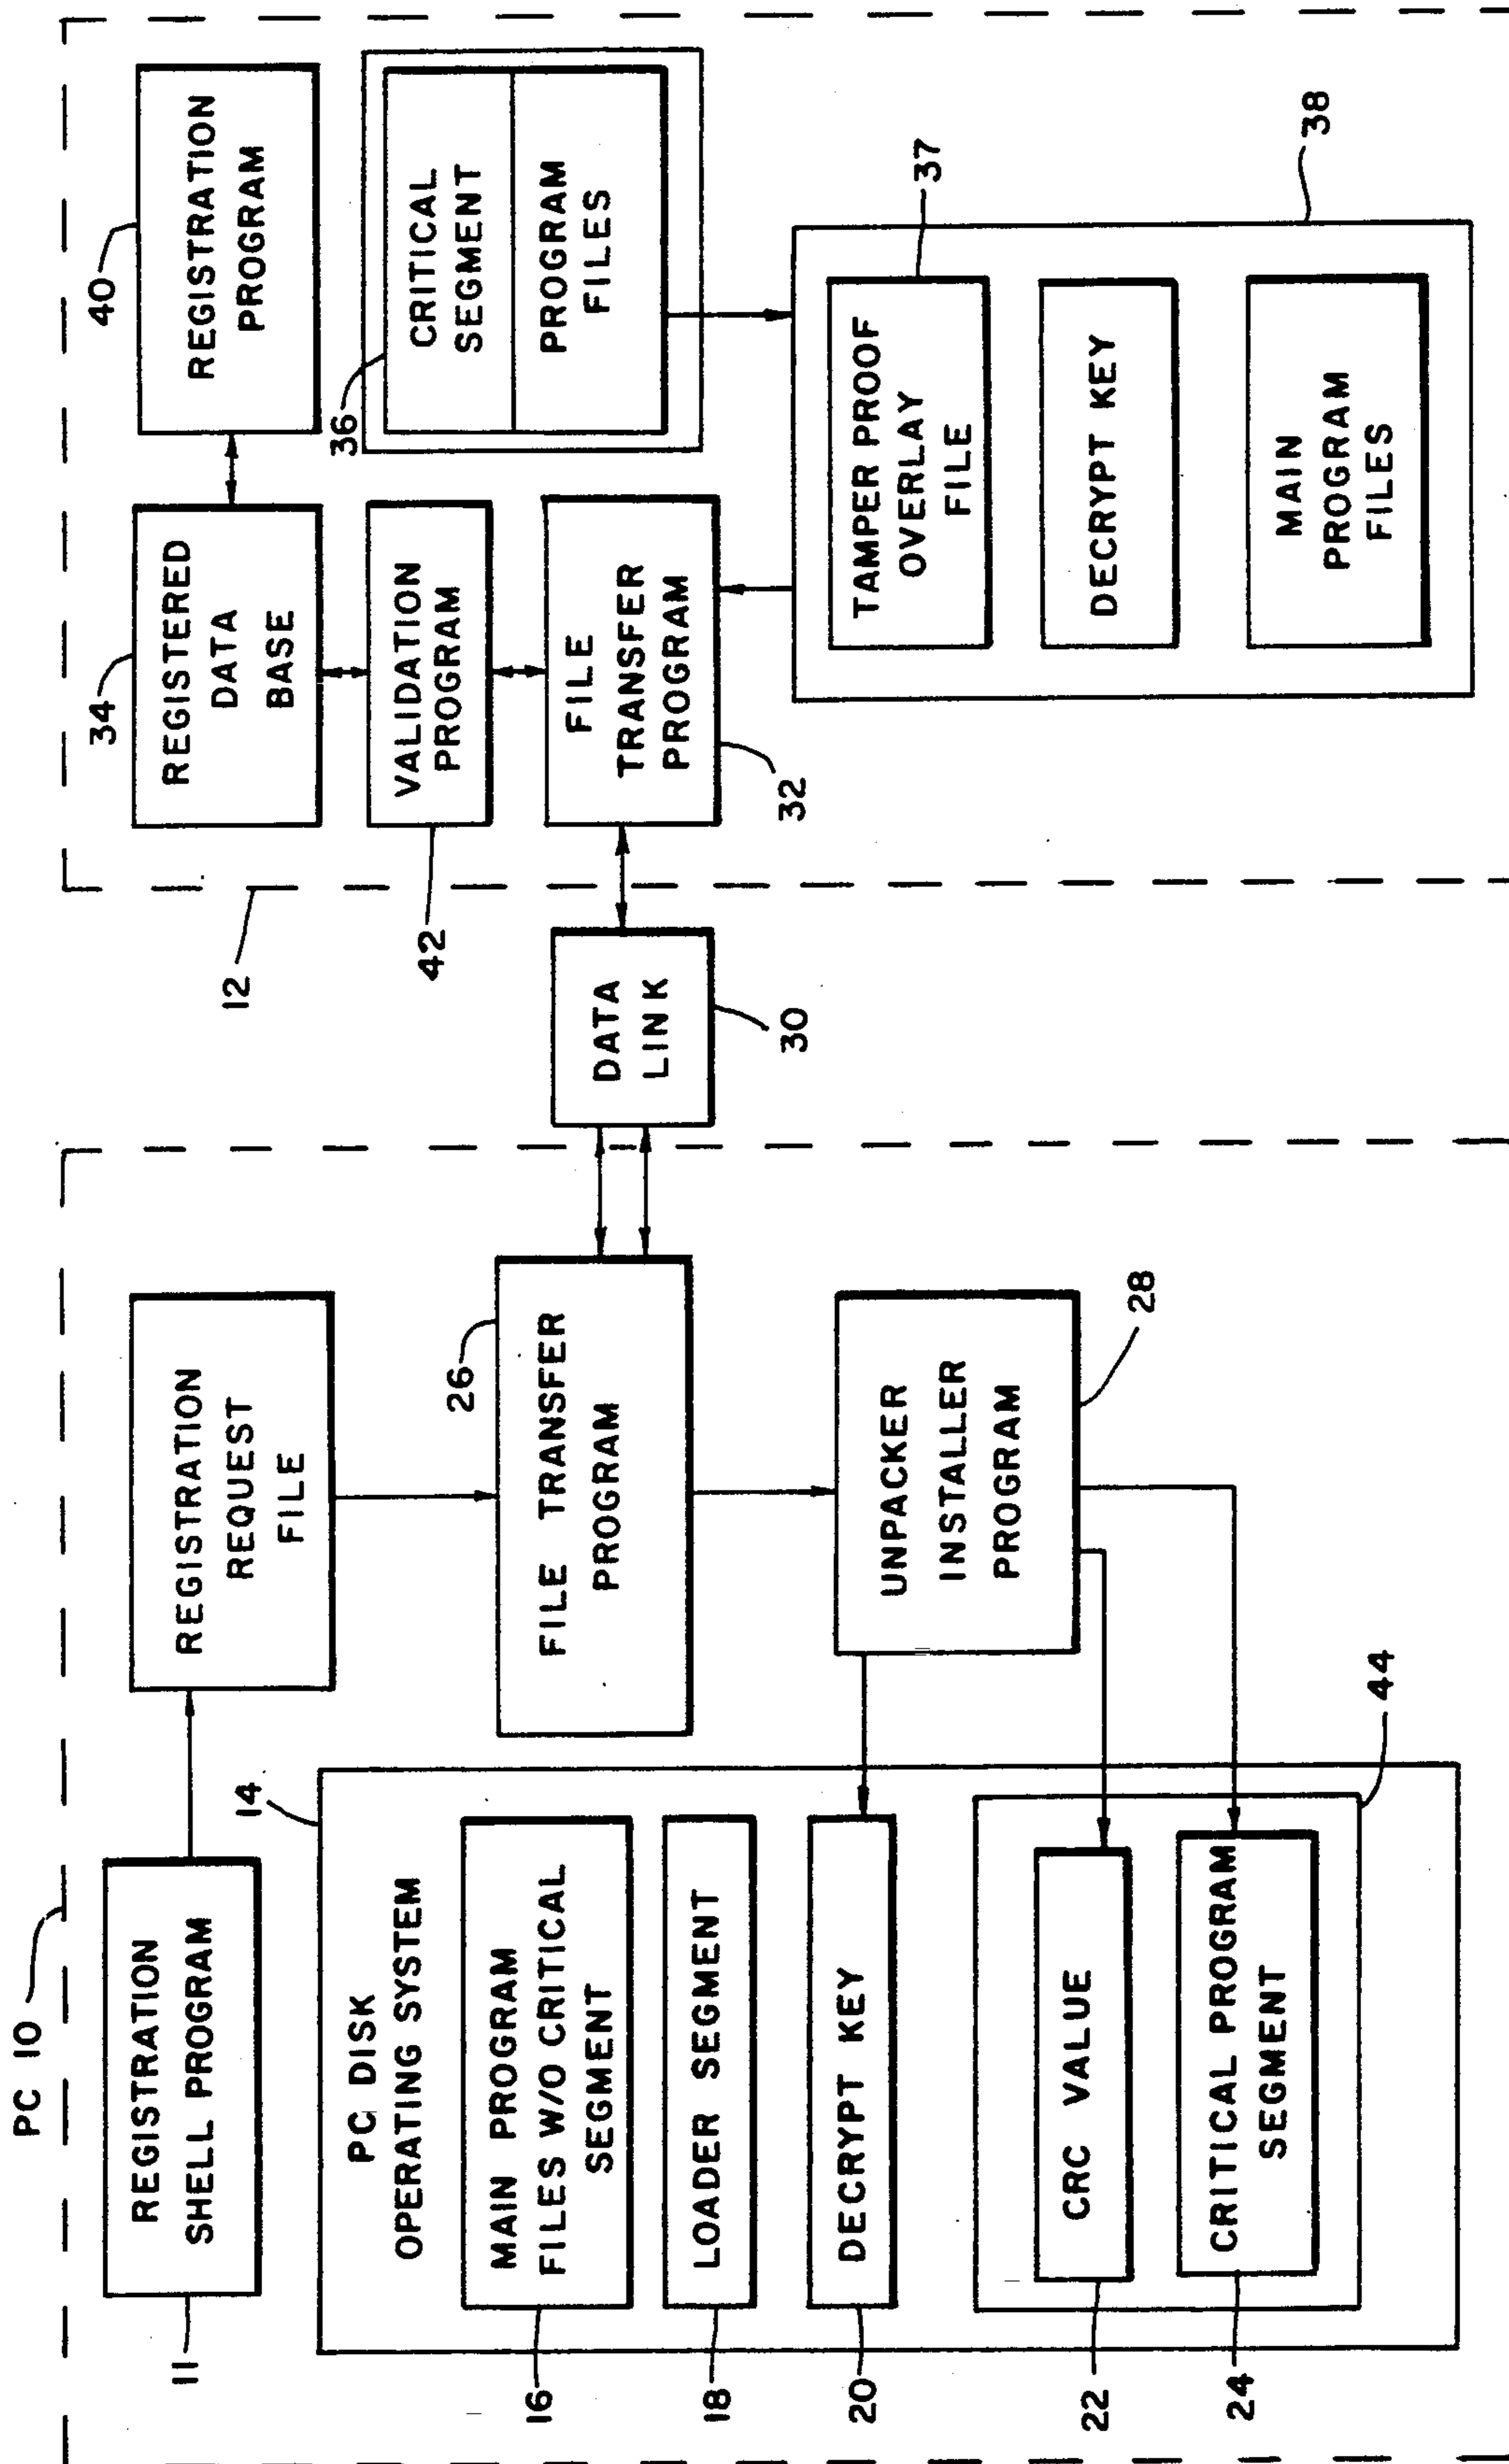 PC 10
REGISTRATION
SHELL PROGRAM
11
REGISTRATION
REQUEST
FILE
14
PC DISK
OPERATING SYSTEM
MAIN PROGRAM
FILES W/O CRITICAL
SEGMENT
16
LOADER SEGMENT
18
DECRYPT KEY
20
CRC VALUE
22
CRITICAL PROGRAM
SEGMENT
24
44
26
FILE TRANSFER
PROGRAM
UNPACKER
INSTALLER
PROGRAM
28
DATA
LINK
30
12
34
REGISTERED
DATA
BASE
40
REGISTRATION
PROGRAM
VALIDATION
PROGRAM
42
FILE
TRANSFER
PROGRAM
32
36
CRITICAL
SEGMENT
PROGRAM
FILES
TAMPER PROOF
OVERLAY
FILE
37
DECRYPT KEY
MAIN
PROGRAM
FILES
38